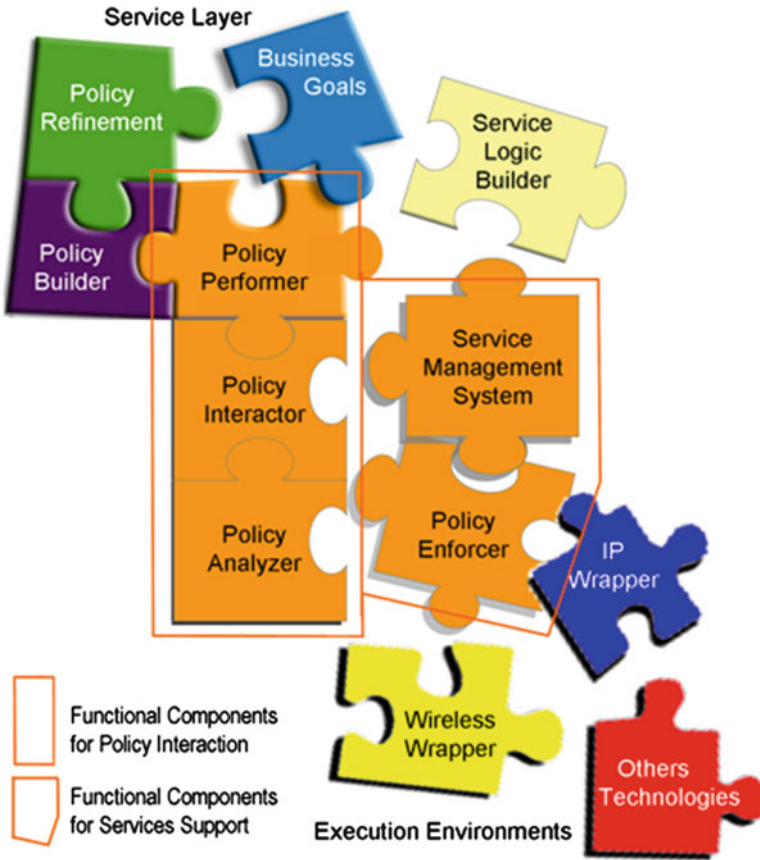 Service Layer
Business
Goals
Policy
Refinement
Service
Logic
Builder
Policy
Builder
Policy
Performer
Service
Management
System
Policy
Interactor
Policy
Enforcer
Policy
Analyzer
IP
Wrapper
Functional Components
for Policy Interaction
Wireless
Wrapper
Others
Technologies
Functional Components
for Services Support
Execution Environments